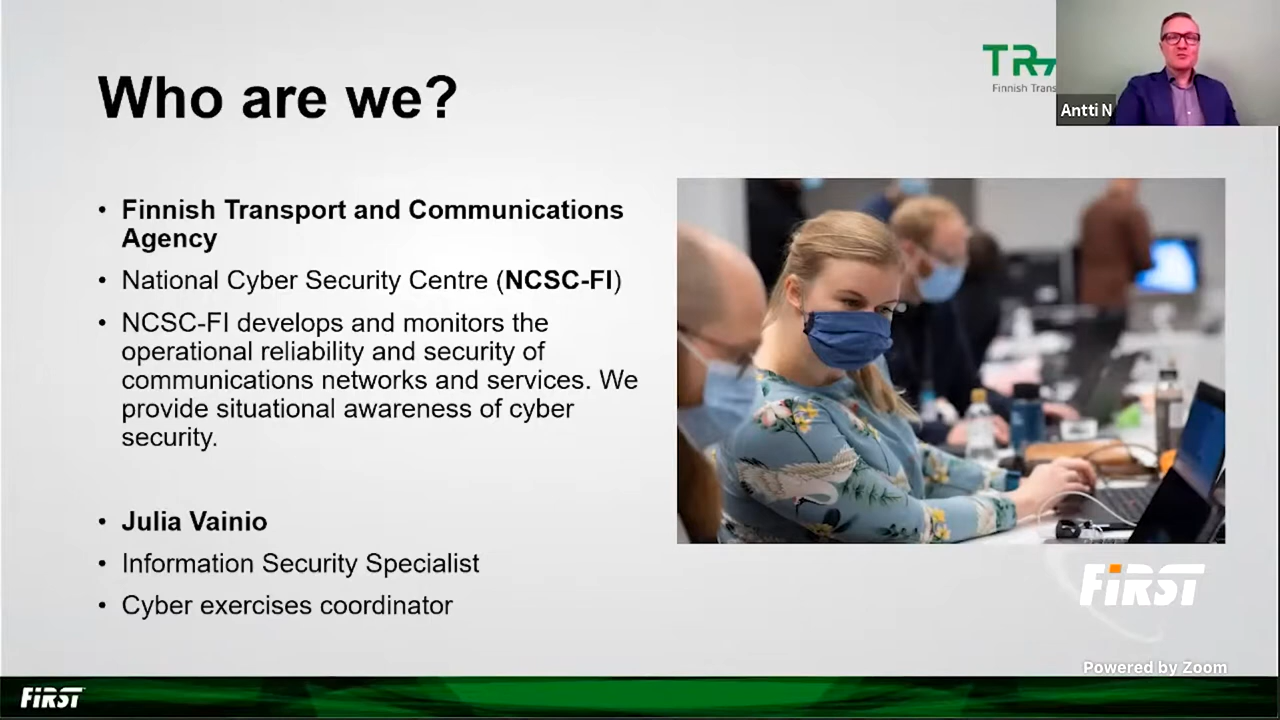 Who are we?
TRA
Finnish Trans
Antti N
• Finnish Transport and Communications
Agency
• National Cyber Security Centre (NCSC-FI)
• NCSC-FI develops and monitors the
operational reliability and security of
communications networks and services. We
provide situational awareness of cyber
security.
• Julia Vainio
• Information Security Specialist
• Cyber exercises coordinator
FiRST
Powered by Zoom
FiRST